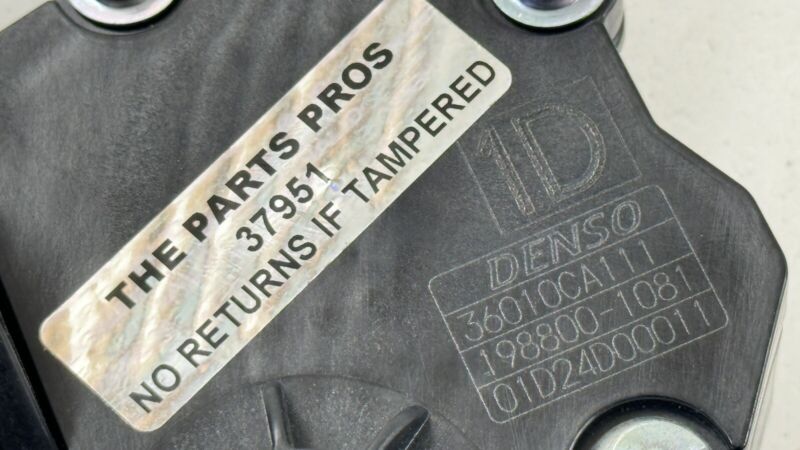 THE PARTS PROS
37951
NO RETURNS IF TAMPERED
1D
DENSO
36010CA111
198800-1081
01D24D00011